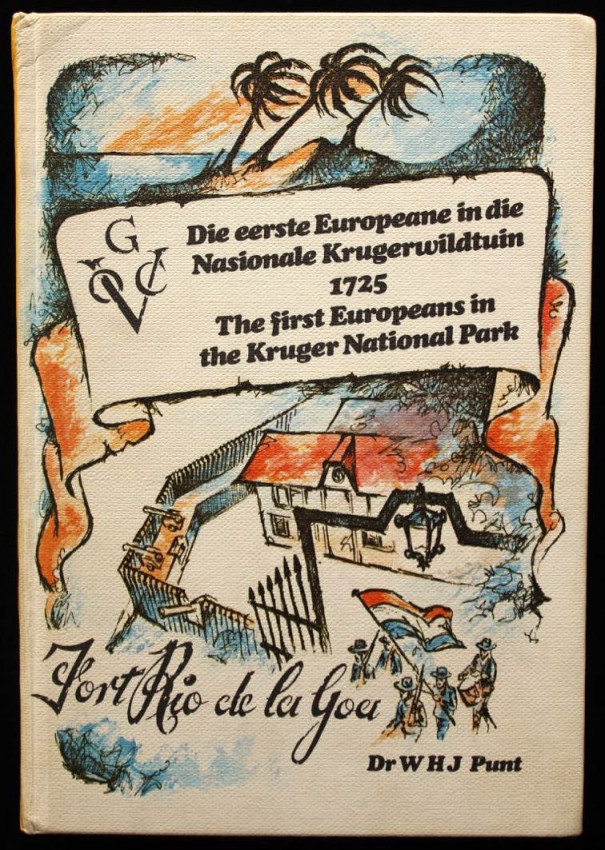 G
VOC
Die eerste Europeane in die
Nasionale Krugerwildtuin
1725
The first Europeans in
the Kruger National Park
Fort Rio de la Goa
Dr W H J Punt